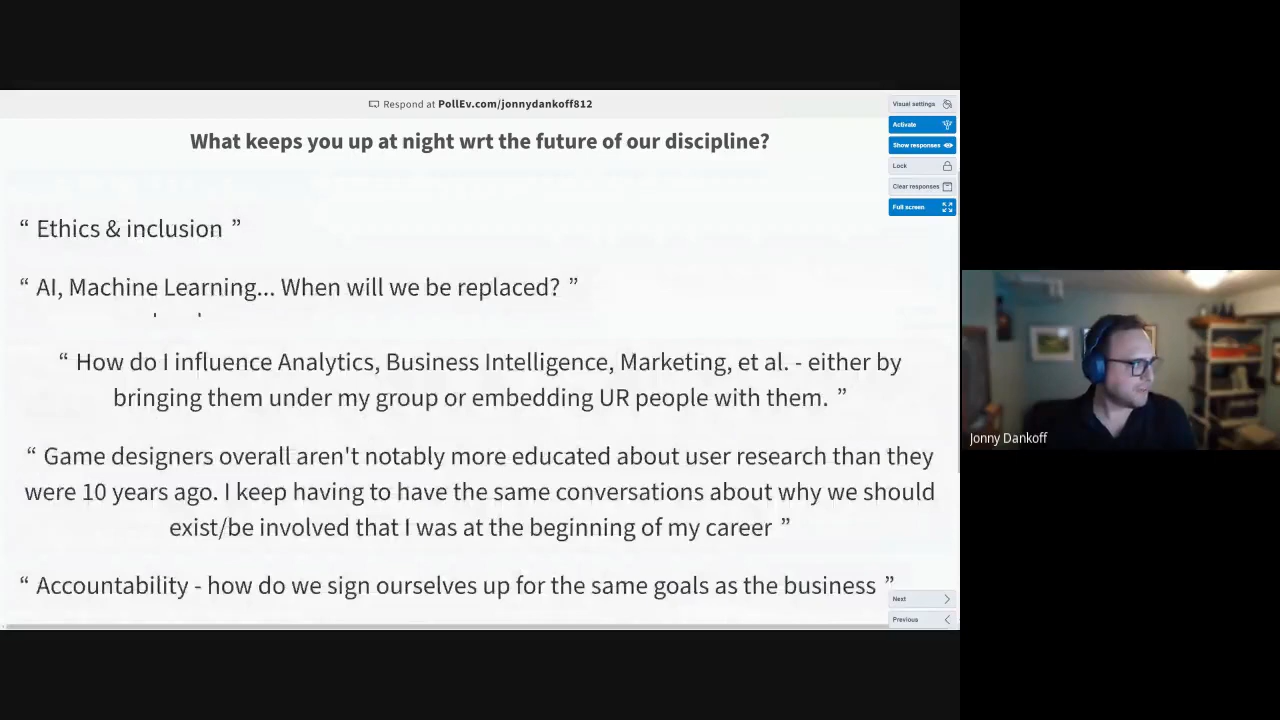 Respond at PollEv.com/jonnydankoff812
What keeps you up at night wrt the future of our discipline?
“ Ethics & inclusion ”
“ AI, Machine Learning... When will we be replaced? ”
“ How do I influence Analytics, Business Intelligence, Marketing, et al. - either by
bringing them under my group or embedding UR people with them. ”
“ Game designers overall aren't notably more educated about user research than they
were 10 years ago. I keep having to have the same conversations about why we should
exist/be involved that I was at the beginning of my career ”
“ Accountability - how do we sign ourselves up for the same goals as the business ”
Visual settings
Activate
Show responses
Lock
Clear responses
Full screen
Next
Previous
Jonny Dankoff